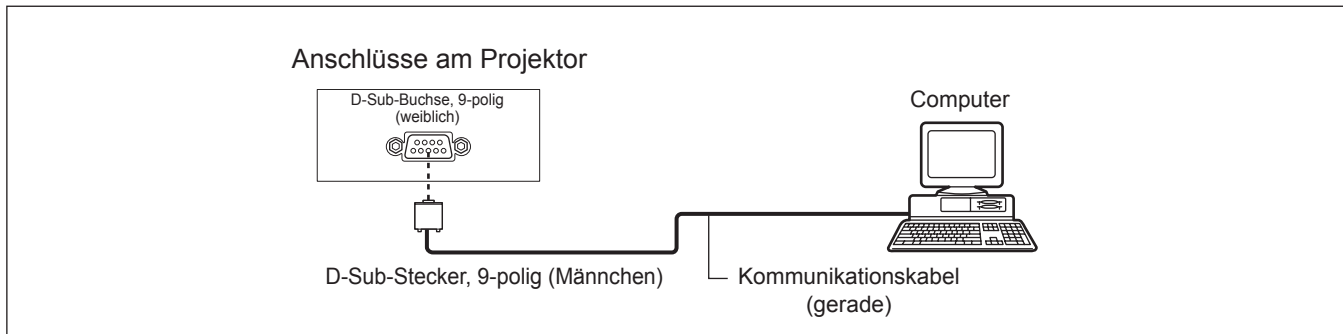 Anschlüsse am Projektor
D-Sub-Buchse, 9-polig
(weiblich)
Computer
D-Sub-Stecker, 9-polig (Männchen)
Kommunikationskabel
(gerade)